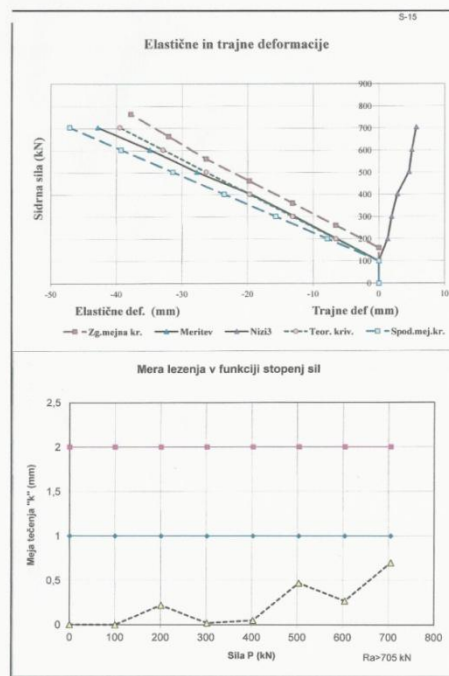 S-15
Elastične in trajne deformacije
Sidrna sila (kN)
900
800
700
600
500
400
300
200
100
0
-50 -40 -30 -20 -10 0 10
Elastične def. (mm) Trajne def (mm)
Zg.mejna kr. Meritev Nizi3 Teor. kriv. Spod.mej.kr.
Mera lezenja v funkciji stopenj sil
Meja tečenja "k" (mm)
2,5
2
1,5
1
0,5
0
0 100 200 300 400 500 600 700 800
Sila P (kN)
Ra>705 kN